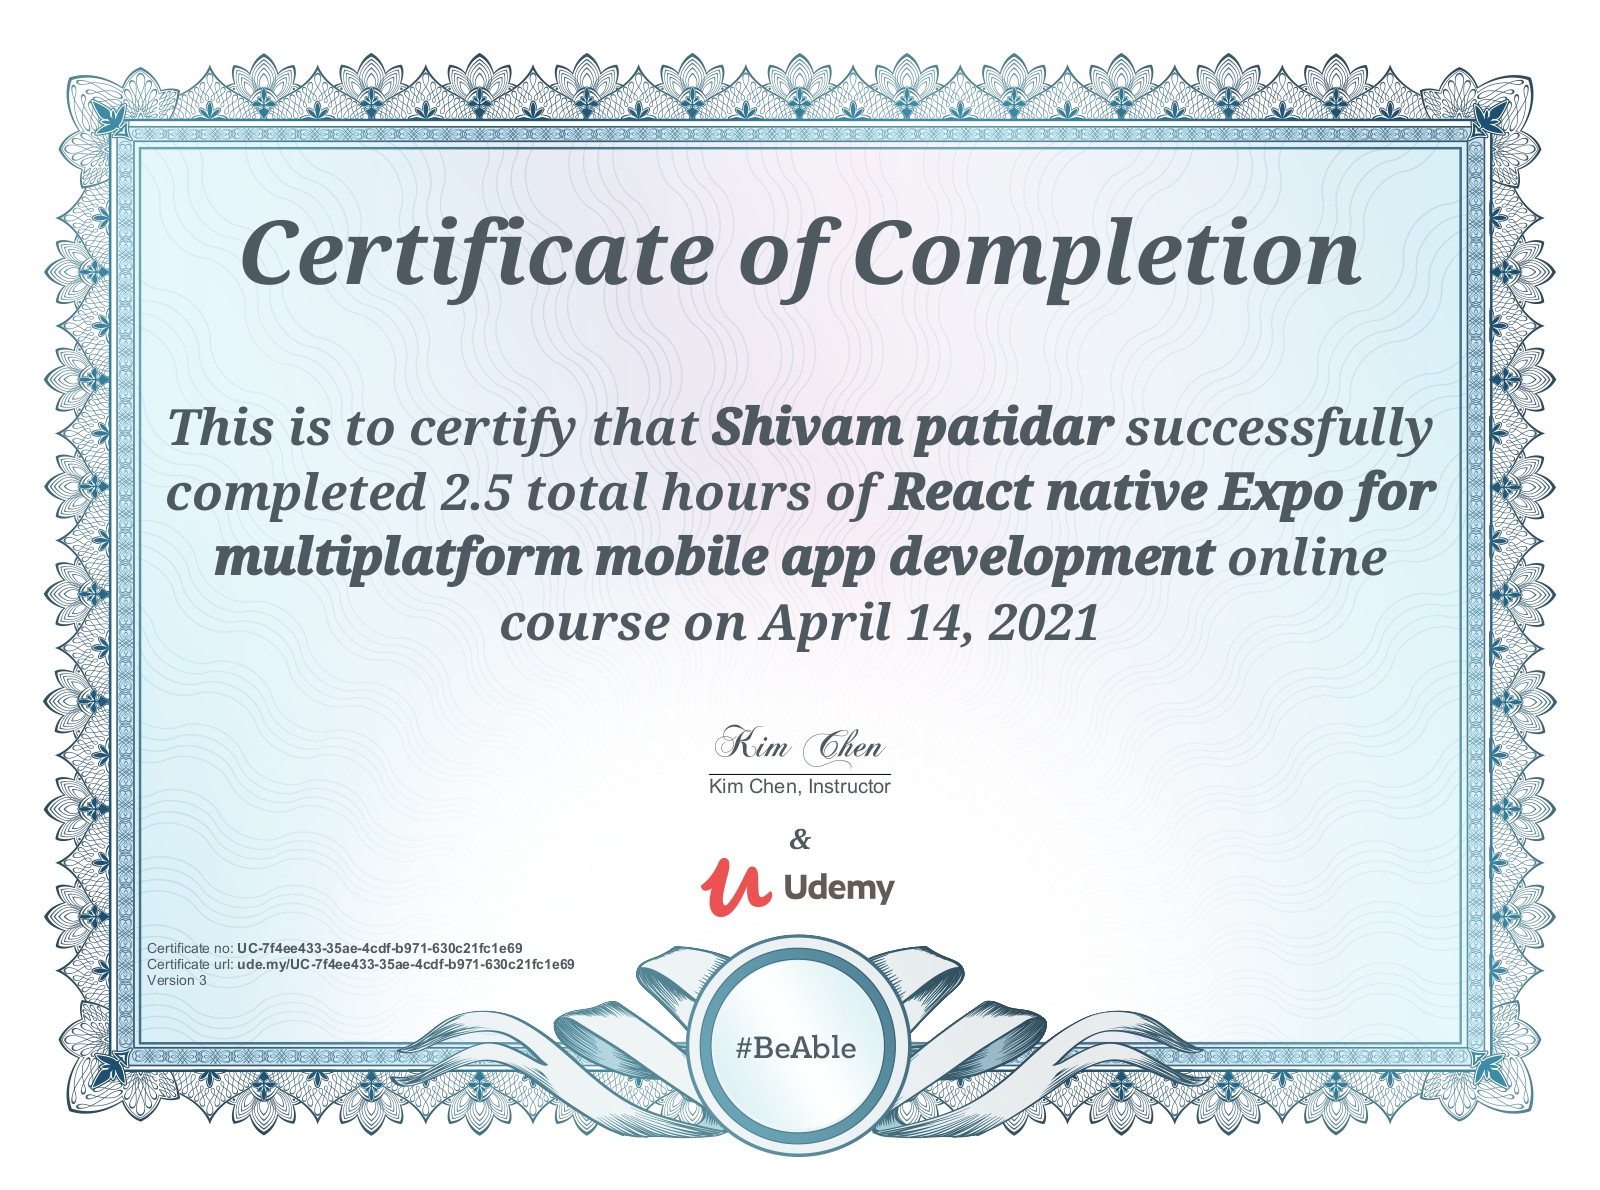 Certificate of Completion
This is to certify that Shivam patidar successfully
completed 2.5 total hours of React native Expo for
multiplatform mobile app development online
course on April 14, 2021
Kim Chen
Kim Chen, Instructor
&
Udemy
Certificate no: UC-7f4ee433-35ae-4cdf-b971-630c21fc1e69
Certificate url: ude.my/UC-7f4ee433-35ae-4cdf-b971-630c21fc1e69
Version 3
#BeAble